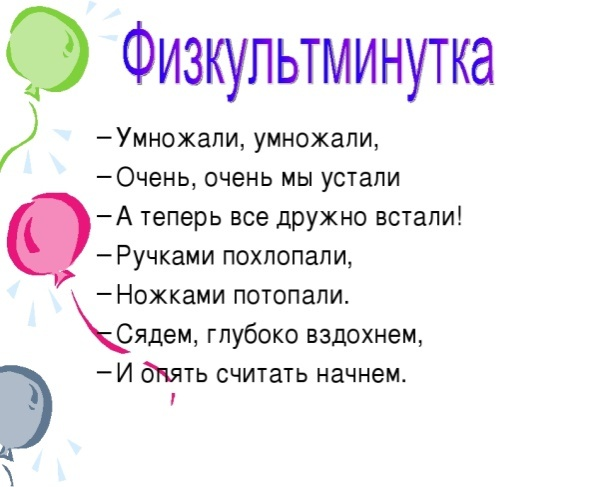 Физкультминутка
– Умножали, умножали,
– Очень, очень мы устали
– А теперь все дружно встали!
– Ручками похлопали,
– Ножками потопали.
– Сядем, глубоко вздохнем,
– И опять считать начнем.